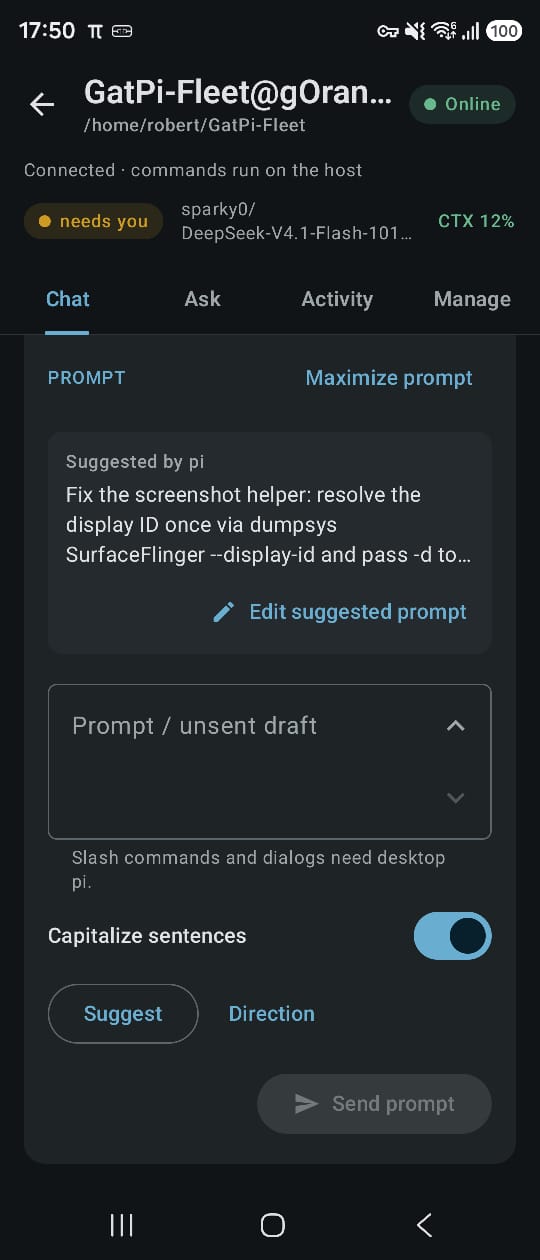 17:50 π 6 100
GatPi-Fleet@gOran...
/home/robert/GatPi-Fleet
Online
Connected · commands run on the host
needs you
sparky0/
DeepSeek-V4.1-Flash-101...
CTX 12%
Chat Ask Activity Manage
PROMPT Maximize prompt
Suggested by pi
Fix the screenshot helper: resolve the
display ID once via dumpsys
SurfaceFlinger --display-id and pass -d to...
Edit suggested prompt
Prompt / unsent draft
Slash commands and dialogs need desktop
pi.
Capitalize sentences
Suggest Direction
Send prompt